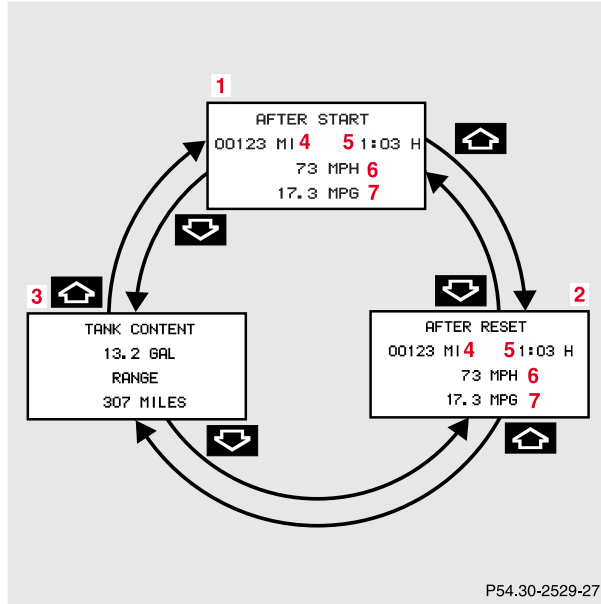 1
AFTER START
00123 MI 4 5 1:03 H
73 MPH 6
17.3 MPG 7
3
TANK CONTENT
13.2 GAL
RANGE
307 MILES
2
AFTER RESET
00123 MI 4 5 1:03 H
73 MPH 6
17.3 MPG 7
P54.30-2529-27